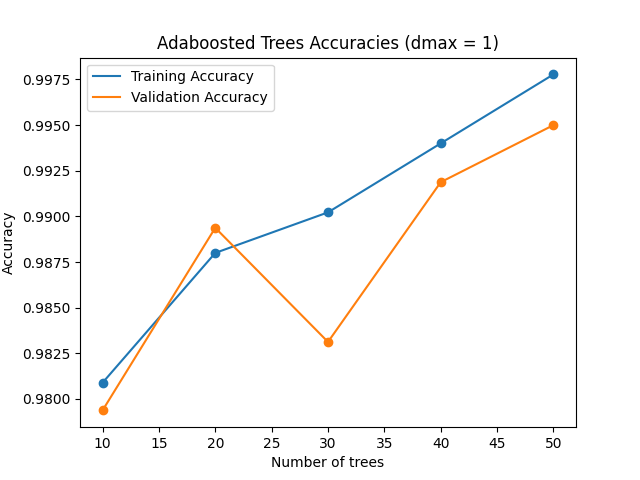 Adaboosted Trees Accuracies (dmax = 1)
Training Accuracy
Validation Accuracy
Accuracy
0.9975
0.9950
0.9925
0.9900
0.9875
0.9850
0.9825
0.9800
10 15 20 25 30 35 40 45 50
Number of trees